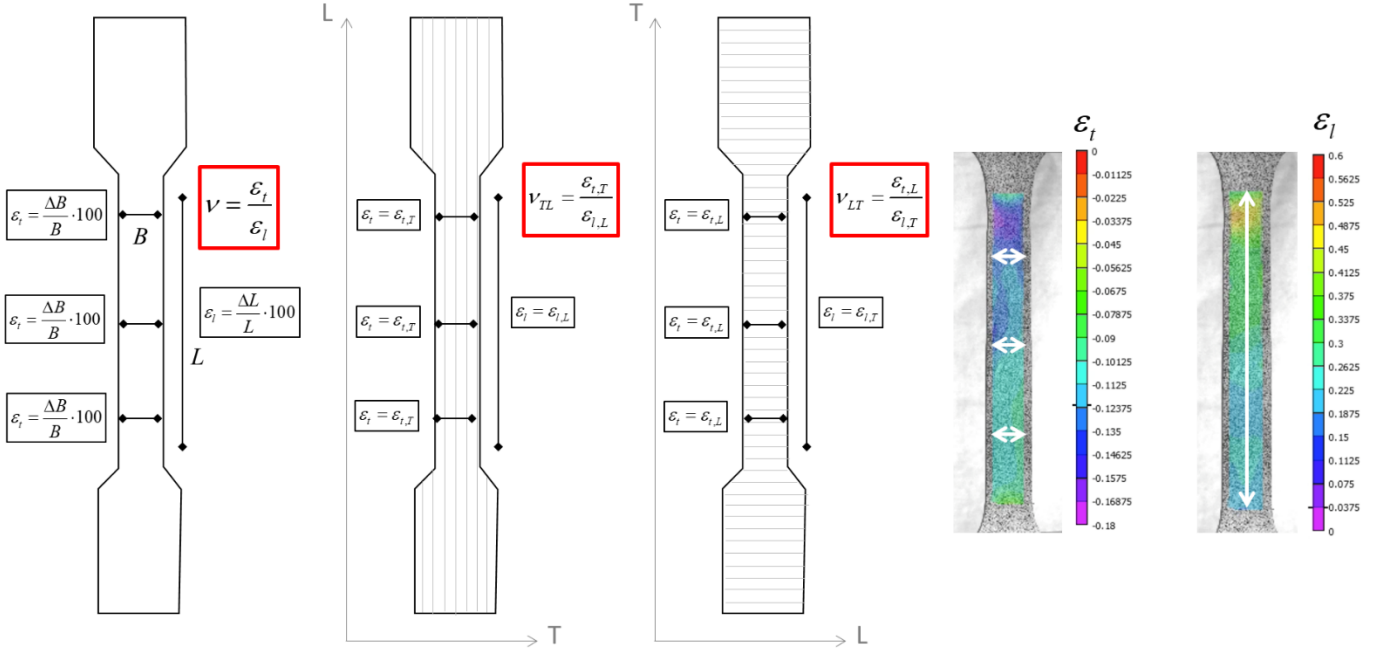 ε_t = ΔB/B · 100
B
ν = ε_t/ε_l
ε_t = ΔB/B · 100
ε_l = ΔL/L · 100
L
ε_t = ΔB/B · 100
L
T
ν_TL = ε_t,T/ε_l,L
ε_t = ε_t,T
ε_t = ε_t,T
ε_l = ε_l,L
ε_t = ε_t,T
T
L
ν_LT = ε_t,L/ε_l,T
ε_t = ε_t,L
ε_t = ε_t,L
ε_l = ε_l,T
ε_t = ε_t,L
ε_t
0
-0.01125
-0.0225
-0.03375
-0.045
-0.05625
-0.0675
-0.07875
-0.09
-0.10125
-0.1125
-0.12375
-0.135
-0.14625
-0.1575
-0.16875
-0.18
ε_l
0.6
0.5625
0.525
0.4875
0.45
0.4125
0.375
0.3375
0.3
0.2625
0.225
0.1875
0.15
0.1125
0.075
0.0375
0